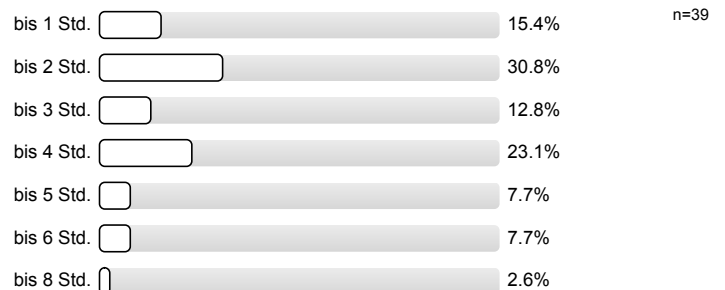 bis 1 Std. 15.4% n=39
bis 2 Std. 30.8%
bis 3 Std. 12.8%
bis 4 Std. 23.1%
bis 5 Std. 7.7%
bis 6 Std. 7.7%
bis 8 Std. 2.6%